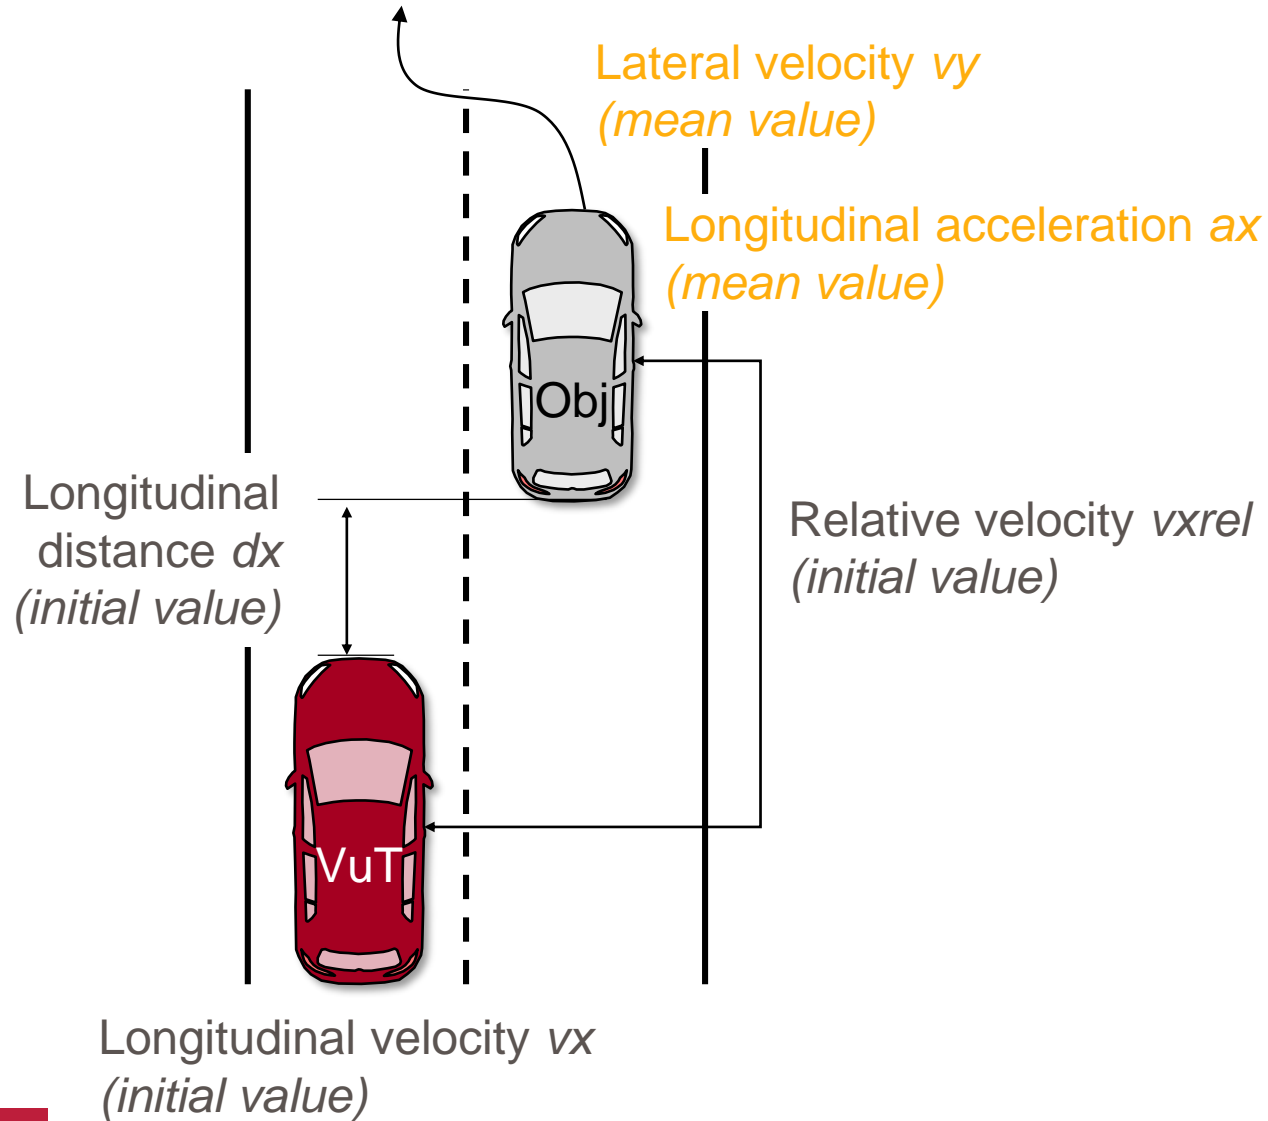 Lateral velocity vy
(mean value)
Longitudinal acceleration ax
(mean value)
Obj
Longitudinal
distance dx
(initial value)
Relative velocity vxrel
(initial value)
VuT
Longitudinal velocity vx
(initial value)